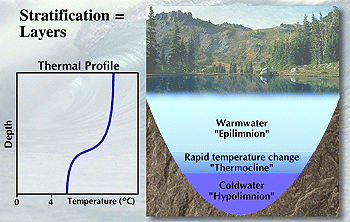 Stratification =
Layers
Thermal Profile
Depth
0
4
Temperature (°C)
Warmwater
"Epilimnion"
Rapid temperature change
"Thermocline"
Coldwater
"Hypolimnion"